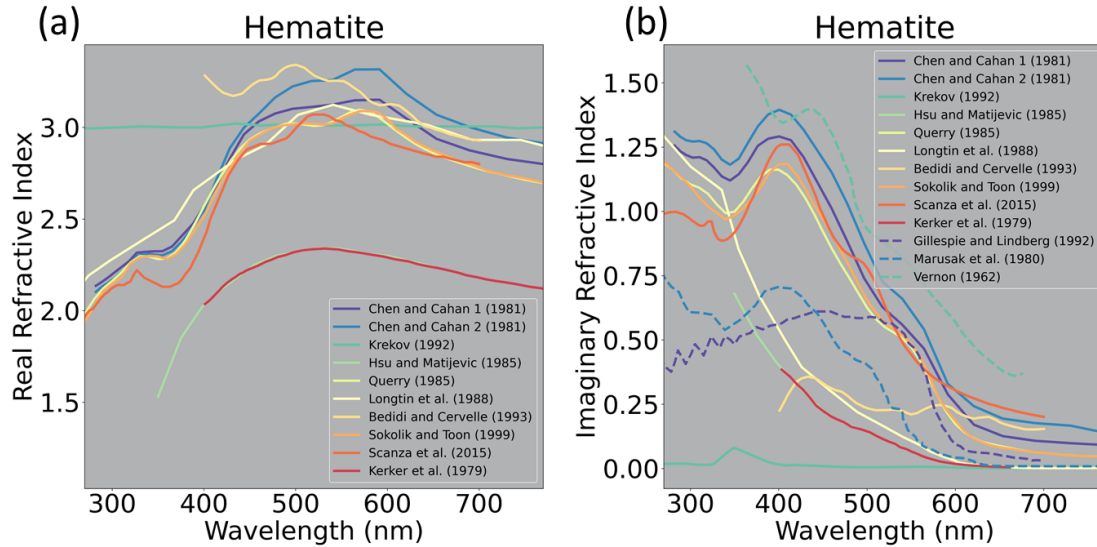 (a)
Hematite
Real Refractive Index
3.0
2.5
2.0
1.5
300 400 500 600 700
Wavelength (nm)
Chen and Cahan 1 (1981)
Chen and Cahan 2 (1981)
Krekov (1992)
Hsu and Matijevic (1985)
Querry (1985)
Longtin et al. (1988)
Bedidi and Cervelle (1993)
Sokolik and Toon (1999)
Scanza et al. (2015)
Kerker et al. (1979)
(b)
Hematite
Imaginary Refractive Index
1.50
1.25
1.00
0.75
0.50
0.25
0.00
300 400 500 600 700
Wavelength (nm)
Chen and Cahan 1 (1981)
Chen and Cahan 2 (1981)
Krekov (1992)
Hsu and Matijevic (1985)
Querry (1985)
Longtin et al. (1988)
Bedidi and Cervelle (1993)
Sokolik and Toon (1999)
Scanza et al. (2015)
Kerker et al. (1979)
Gillespie and Lindberg (1992)
Marusak et al. (1980)
Vernon (1962)